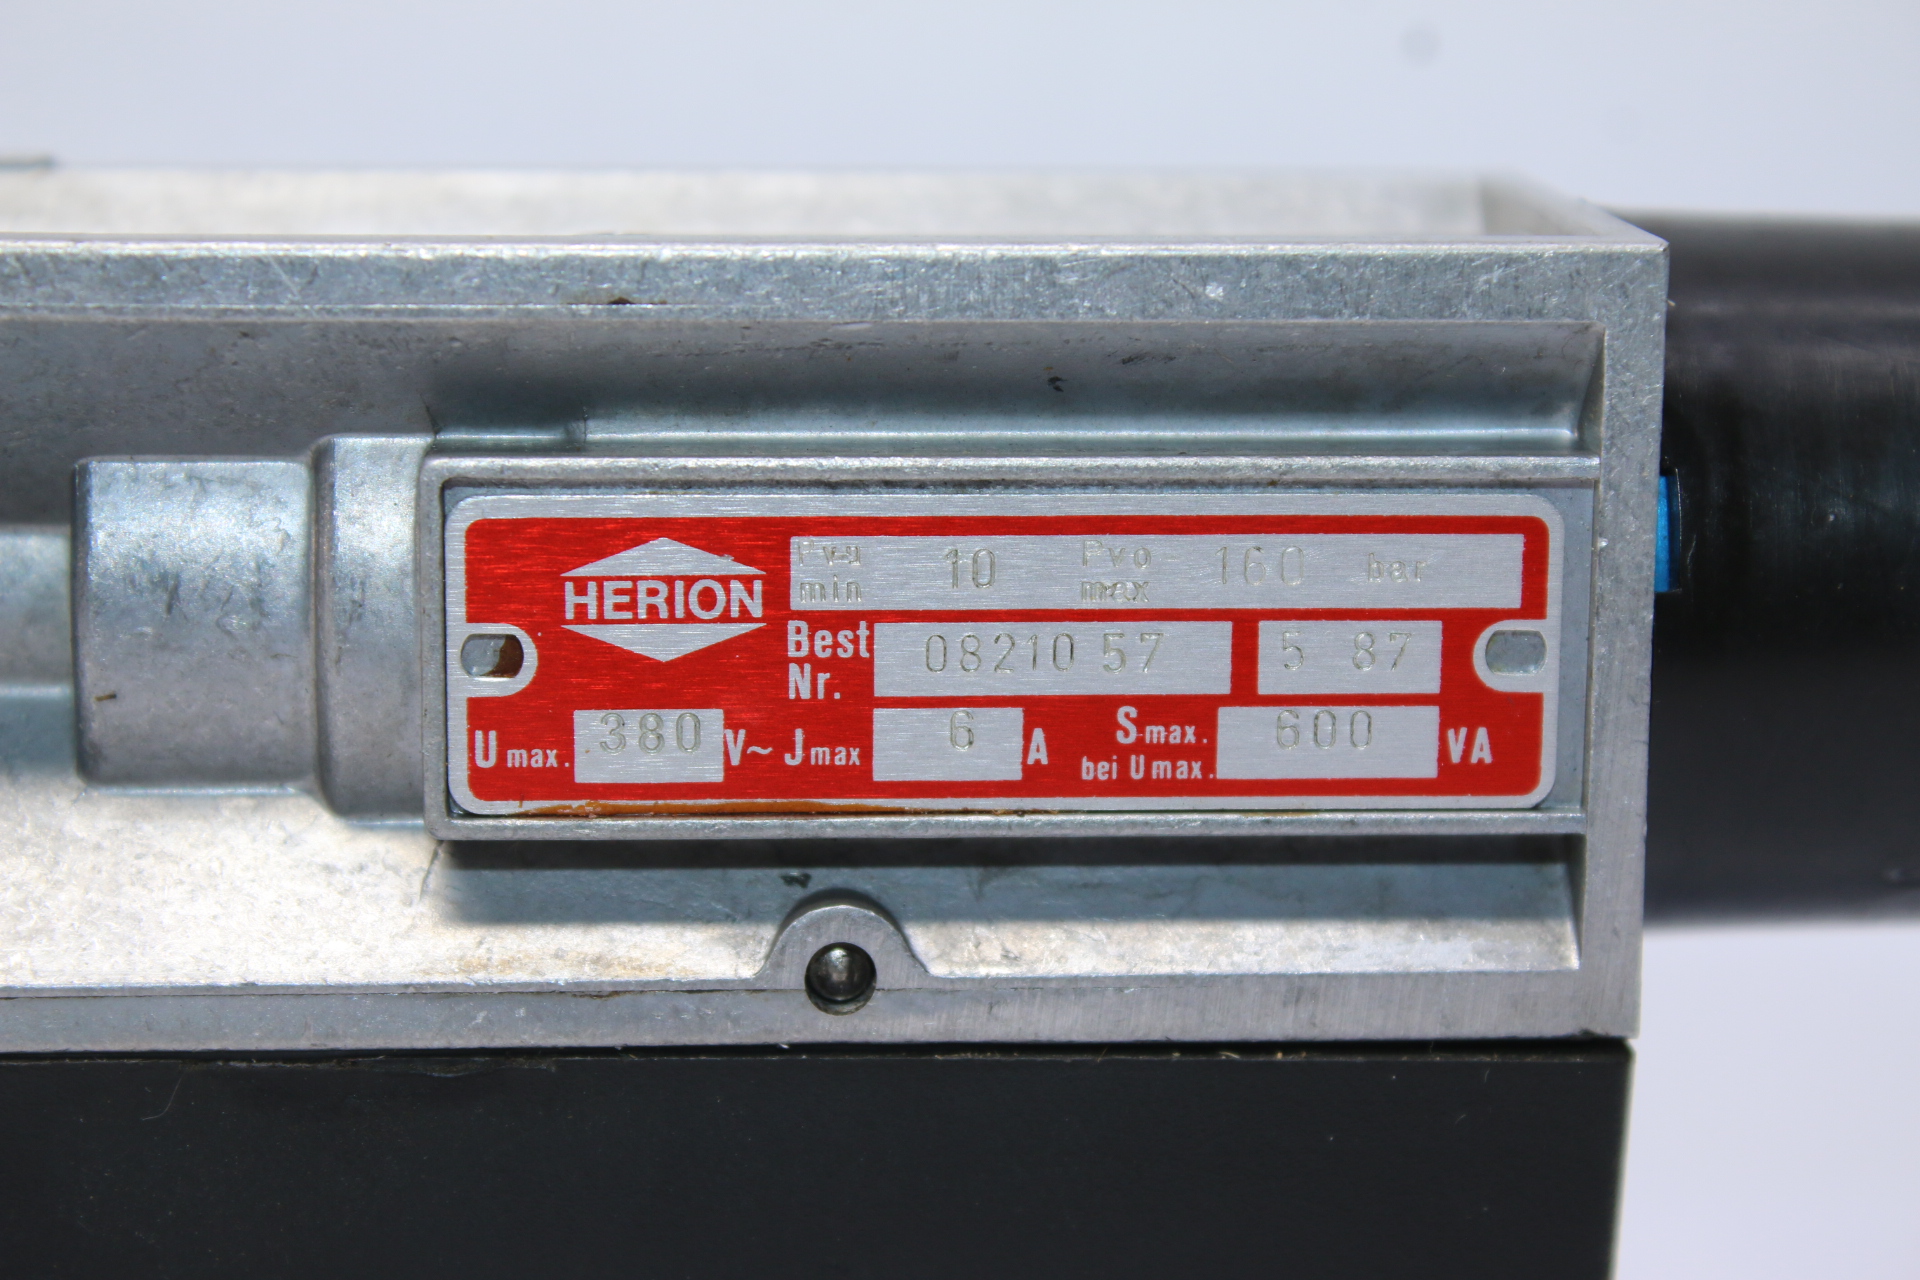 HERION
Pvu min 10 Pvo max 160 bar
Best Nr. 08210 57 5 87
U max. 380 V~ J max 6 A S max. bei U max. 600 VA